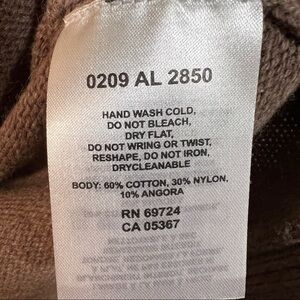 0209 AL 2850
HAND WASH COLD,
DO NOT BLEACH,
DRY FLAT,
DO NOT WRING OR TWIST,
RESHAPE, DO NOT IRON,
DRYCLEANABLE
BODY: 60% COTTON, 30% NYLON,
10% ANGORA
RN 69724
CA 05367